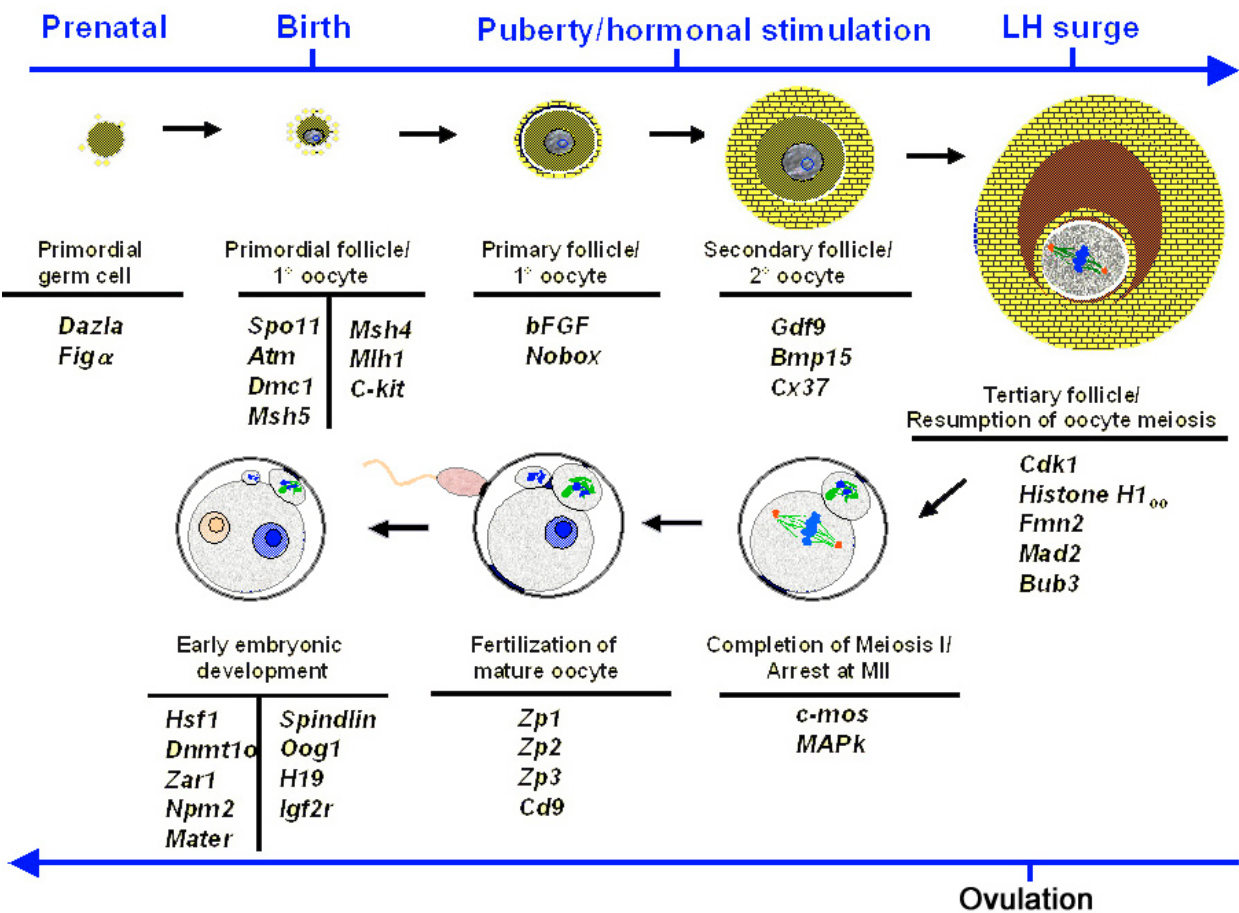 Prenatal
Birth
Puberty/hormonal stimulation
LH surge
Primordial
germ cell
Dazla
Figα
Primordial follicle/
1° oocyte
Spo11
Atm
Dmc1
Msh5
Msh4
Mlh1
C-kit
Primary follicle/
1° oocyte
bFGF
Nobox
Secondary follicle/
2° oocyte
Gdf9
Bmp15
Cx37
Tertiary follicle/
Resumption of oocyte meiosis
Cdk1
Histone H1oo
Fmn2
Mad2
Bub3
Completion of Meiosis I/
Arrest at MII
c-mos
MAPk
Fertilization of
mature oocyte
Zp1
Zp2
Zp3
Cd9
Early embryonic
development
Hsf1
Dnmt1o
Zar1
Npm2
Mater
Spindlin
Oog1
H19
Igf2r
Ovulation